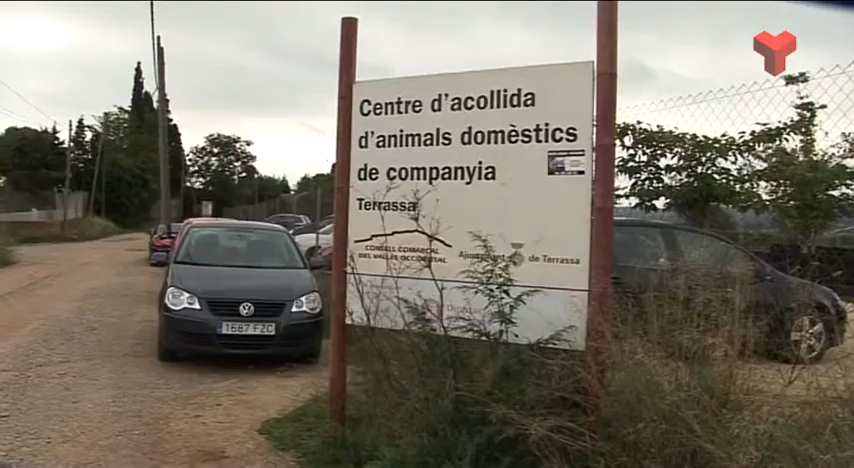 Centre d'acollida
d'animals domèstics
de companyia
Terrassa
CONSELL COMARCAL
DEL VALLÈS OCCIDENTAL
Ajuntament de Terrassa
1687 FZC